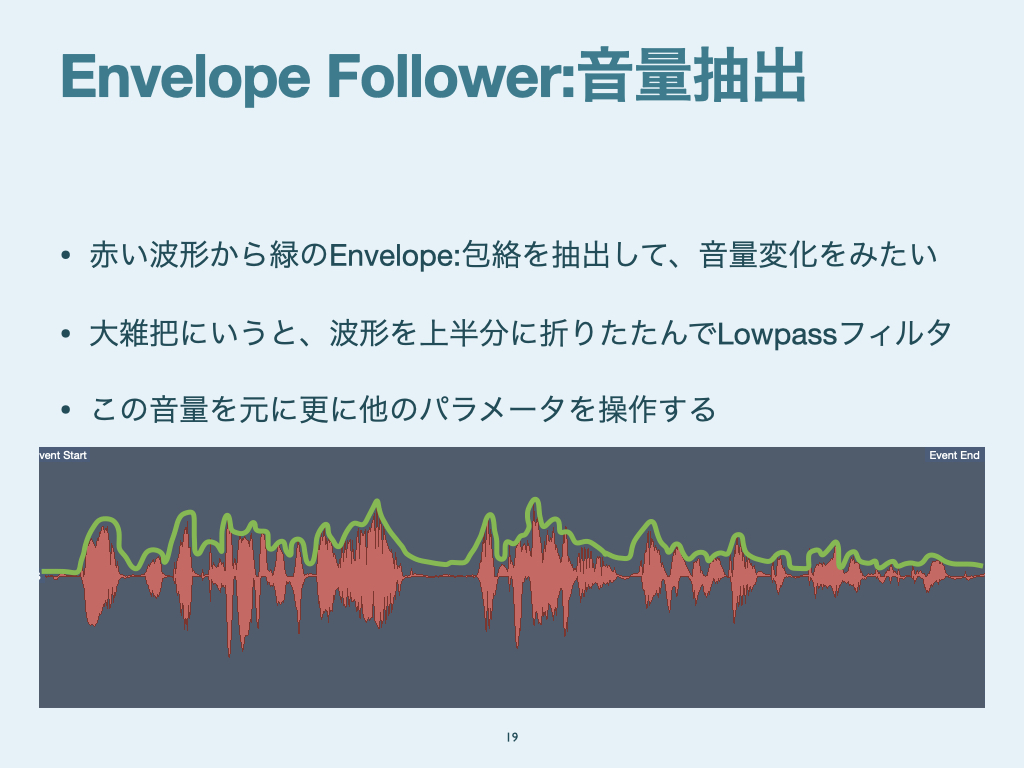 Envelope Follower:音量抽出
• 赤い波形から緑のEnvelope:包絡を抽出して、音量変化をみたい
• 大雑把にいうと、波形を上半分に折りたたんでLowpassフィルタ
• この音量を元に更に他のパラメータを操作する
vent Start
Event End
19